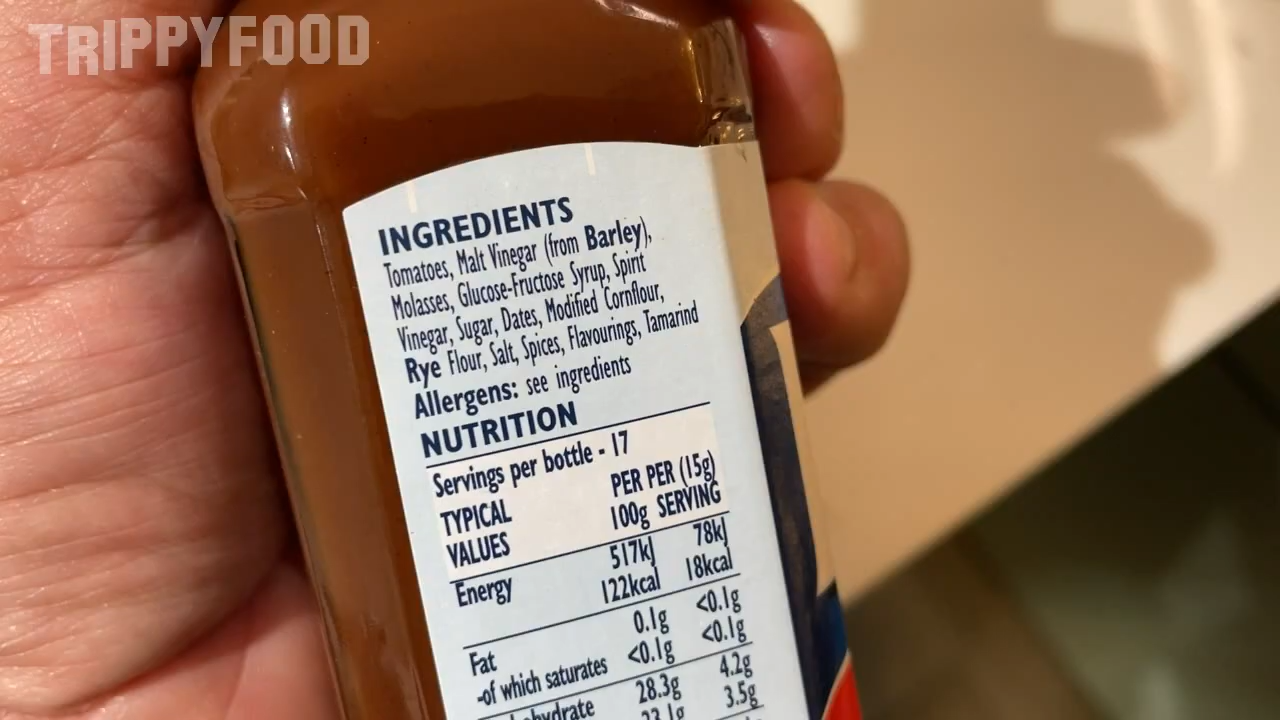 TRIPPYFOOD
INGREDIENTS
Tomatoes, Malt Vinegar (from Barley),
Molasses, Glucose-Fructose Syrup, Spirit
Vinegar, Sugar, Dates, Modified Cornflour,
Rye Flour, Salt, Spices, Flavourings, Tamarind
Allergens: see ingredients
NUTRITION
Servings per bottle - 17
TYPICAL PER PER (15g)
VALUES 100g SERVING
Energy 517kJ 78kJ
122kcal 18kcal
Fat 0.1g <0.1g
-of which saturates <0.1g <0.1g
28.3g 4.2g
3.5g